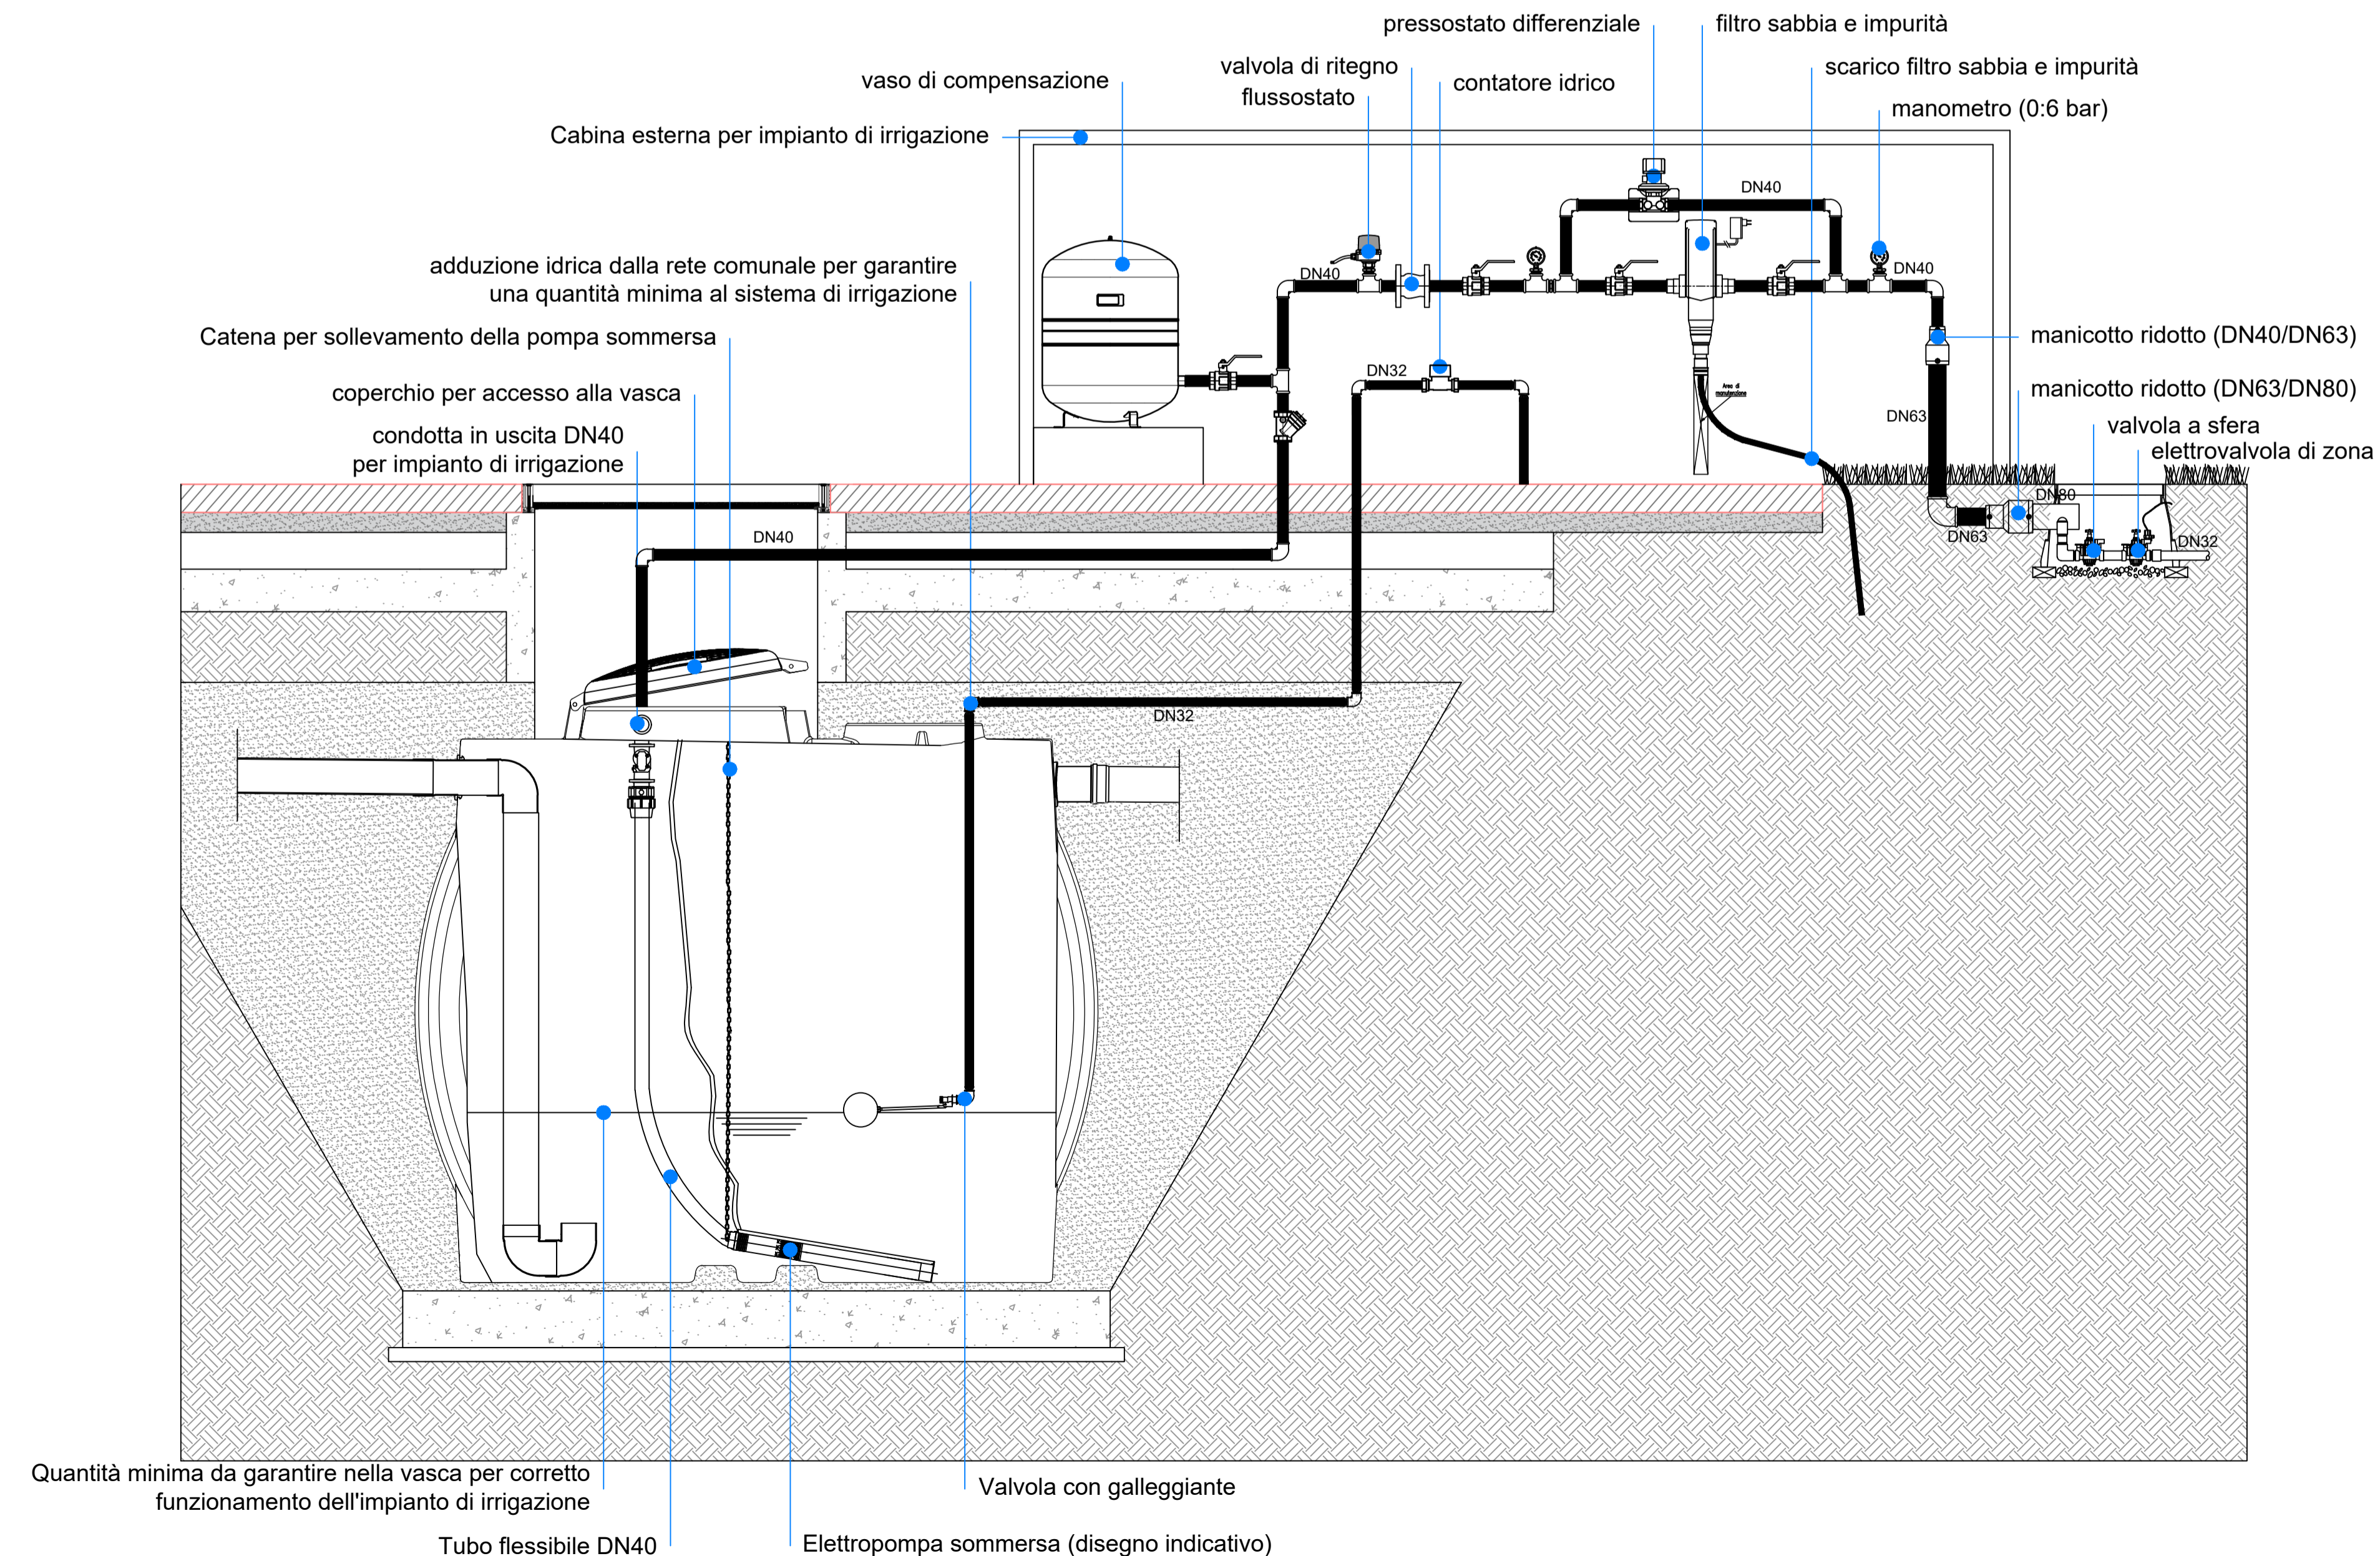 pressostato differenziale
filtro sabbia e impurità
valvola di ritegno
scarico filtro sabbia e impurità
vaso di compensazione
contatore idrico
flussostato
manometro (0:6 bar)
Cabina esterna per impianto di irrigazione
DN40
adduzione idrica dalla rete comunale per garantire
una quantità minima al sistema di irrigazione
DN40
DN40
Catena per sollevamento della pompa sommersa
manicotto ridotto (DN40/DN63)
DN32
coperchio per accesso alla vasca
Area di
manutenzione
manicotto ridotto (DN63/DN80)
DN63
condotta in uscita DN40
per impianto di irrigazione
valvola a sfera
elettrovalvola di zona
DN80
DN40
DN63
DN32
DN32
Quantità minima da garantire nella vasca per corretto
funzionamento dell'impianto di irrigazione
Valvola con galleggiante
Tubo flessibile DN40
Elettropompa sommersa (disegno indicativo)